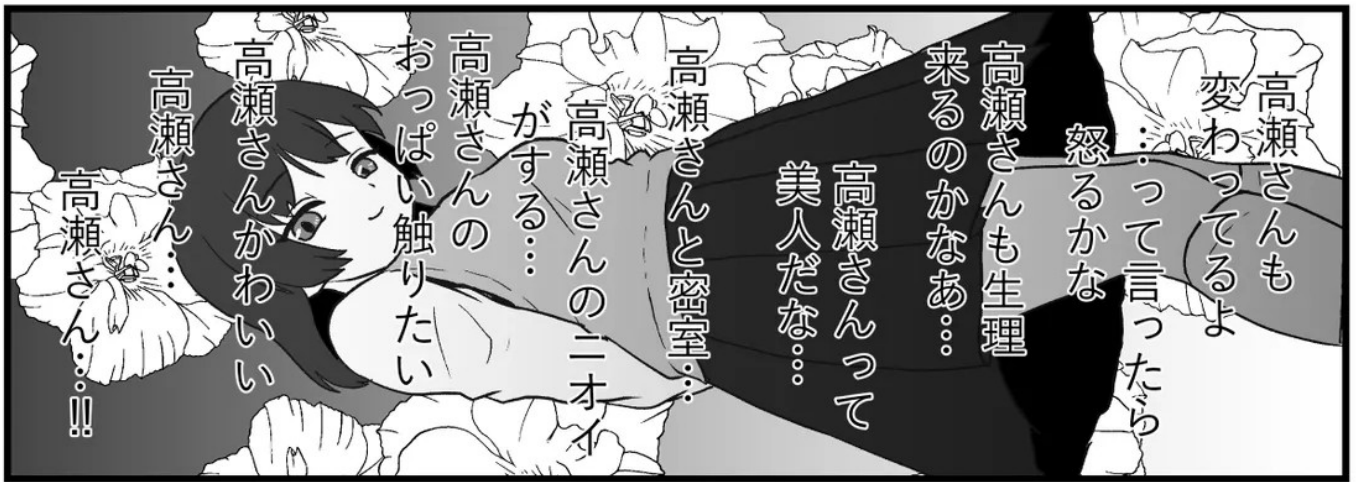 高瀬さんも
変わってるよ
…って言ったら
怒るかな
高瀬さんも生理
来るのかなあ…
高瀬さんって
美人だな…
高瀬さんと密室…
高瀬さんのニオイ
がする…
高瀬さんの
おっぱい触りたい
高瀬さんかわいい
高瀬さん…
高瀬さん…!!